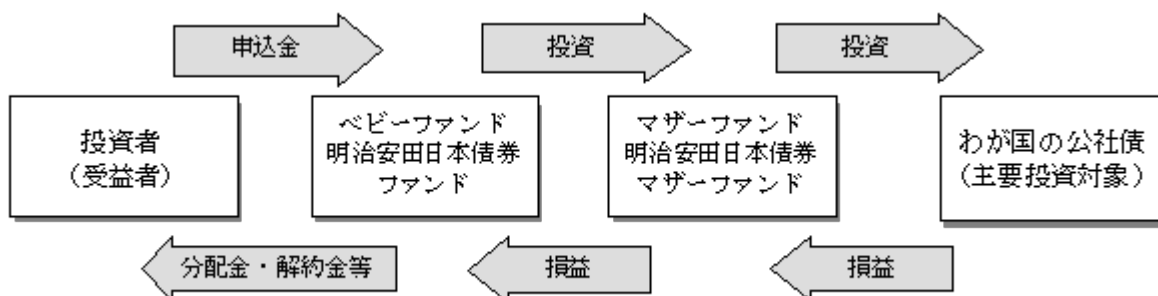 申込金
投資
投資
投資者
（受益者）
ベビーファンド
明治安田日本債券
ファンド
マザーファンド
明治安田日本債券
マザーファンド
わが国の公社債
（主要投資対象）
分配金・解約金等
損益
損益